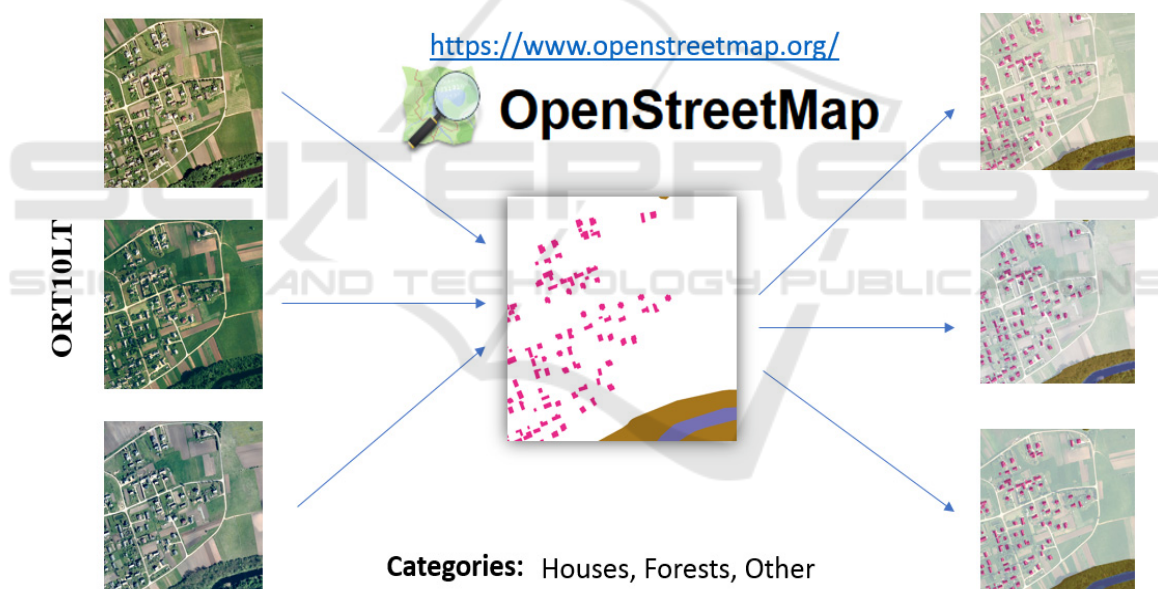 https://www.openstreetmap.org/
OpenStreetMap
SCITEPRESS
SCIENCE AND TECHNOLOGY PUBLICATIONS
ORT10LT
Categories: Houses, Forests, Other